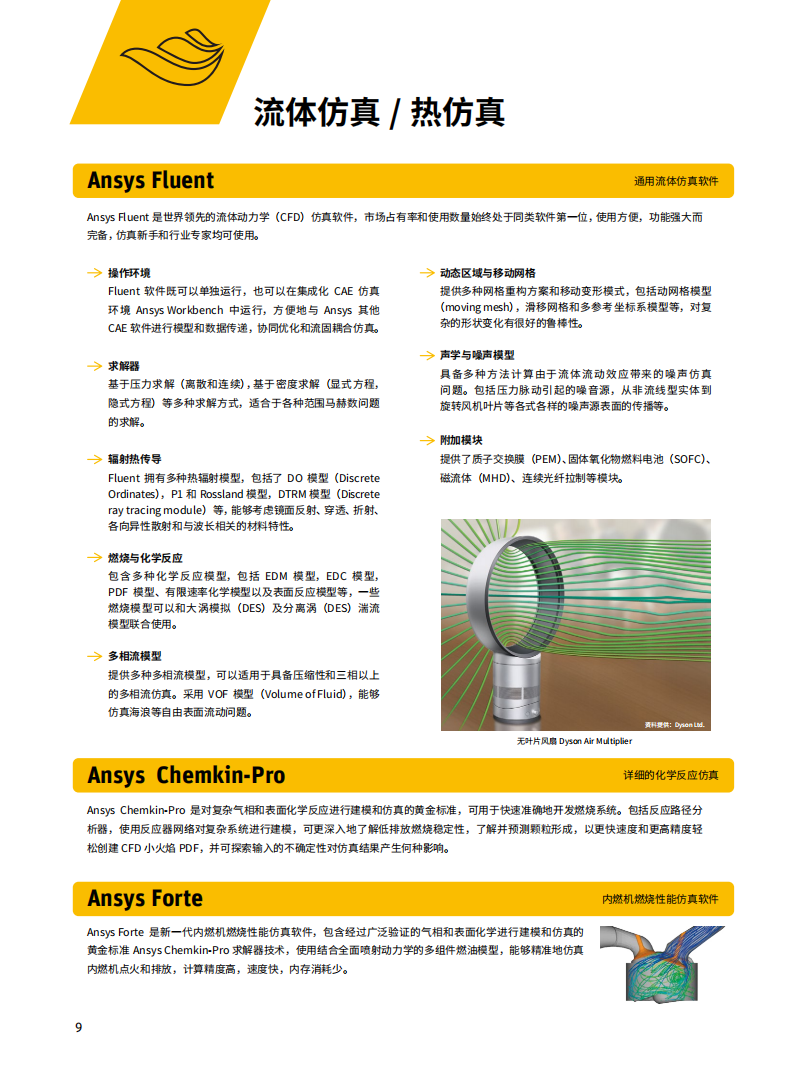 流体仿真 / 热仿真
Ansys Fluent
通用流体仿真软件
Ansys Fluent 是世界领先的流体动力学（CFD）仿真软件，市场占有率和使用数量始终处于同类软件第一位，使用方便，功能强大而
完备，仿真新手和行业专家均可使用。
操作环境
Fluent 软件既可以单独运行，也可以在集成化 CAE 仿真
环境 Ansys Workbench 中运行，方便地与 Ansys 其他
CAE 软件进行模型和数据传递，协同优化和流固耦合仿真。
求解器
基于压力求解（离散和连续），基于密度求解（显式方程，
隐式方程）等多种求解方式，适合于各种范围马赫数问题
的求解。
辐射热传导
Fluent 拥有多种热辐射模型，包括了 DO 模型（Discrete
Ordinates），P1 和 Rossland 模型，DTRM 模型（Discrete
ray tracing module）等，能够考虑镜面反射、穿透、折射、
各向异性散射和与波长相关的材料特性。
燃烧与化学反应
包含多种化学反应模型，包括 EDM 模型，EDC 模型，
PDF 模型、有限速率化学模型以及表面反应模型等，一些
燃烧模型可以和大涡模拟（DES）及分离涡（DES）湍流
模型联合使用。
多相流模型
提供多种多相流模型，可以适用于具备压缩性和三相以上
的多相流仿真。采用 VOF 模型（Volume of Fluid），能够
仿真海浪等自由表面流动问题。
动态区域与移动网格
提供多种网格重构方案和移动变形模式，包括动网格模型
（moving mesh），滑移网格和多参考坐标系模型等，对复
杂的形状变化有很好的鲁棒性。
声学与噪声模型
具备多种方法计算由于流体流动效应带来的噪声仿真
问题。包括压力脉动引起的噪音源，从非流线型实体到
旋转风机叶片等各式各样的噪声源表面的传播等。
附加模块
提供了质子交换膜（PEM）、固体氧化物燃料电池（SOFC）、
磁流体（MHD）、连续光纤拉制等模块。
資料提供：Dyson Ltd.
无叶片风扇 Dyson Air Multiplier
Ansys Chemkin-Pro
详细的化学反应仿真
Ansys Chemkin-Pro 是对复杂气相和表面化学反应进行建模和仿真的黄金标准，可用于快速准确地开发燃烧系统。包括反应路径分
析器，使用反应器网络对复杂系统进行建模，可更深入地了解低排放燃烧稳定性，了解并预测颗粒形成，以更快速度和更高精度轻
松创建 CFD 小火焰 PDF，并可探索输入的不确定性对仿真结果产生何种影响。
Ansys Forte
内燃机燃烧性能仿真软件
Ansys Forte 是新一代内燃机燃烧性能仿真软件，包含经过广泛验证的气相和表面化学进行建模和仿真的
黄金标准 Ansys Chemkin-Pro 求解器技术，使用结合全面喷射动力学的多组件燃油模型，能够精准地仿真
内燃机点火和排放，计算精度高，速度快，内存消耗少。
9